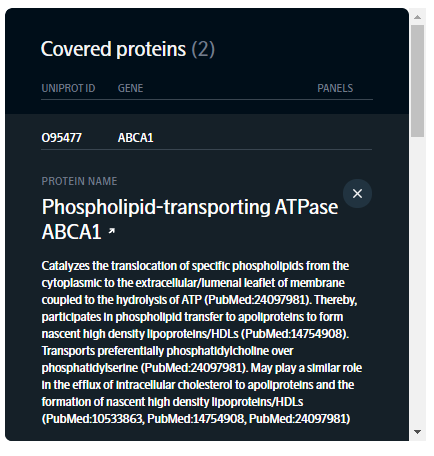 Covered proteins (2)
UNIPROT ID GENE PANELS
O95477 ABCA1
PROTEIN NAME
Phospholipid-transporting ATPase
ABCA1
Catalyzes the translocation of specific phospholipids from the
cytoplasmic to the extracellular/lumenal leaflet of membrane
coupled to the hydrolysis of ATP (PubMed:24097981). Thereby,
participates in phospholipid transfer to apoliproteins to form
nascent high density lipoproteins/HDLs (PubMed:14754908).
Transports preferentially phosphatidylcholine over
phosphatidylserine (PubMed:24097981). May play a similar role
in the efflux of intracellular cholesterol to apoliproteins and the
formation of nascent high density lipoproteins/HDLs
(PubMed:10533863, PubMed:14754908, PubMed:24097981)